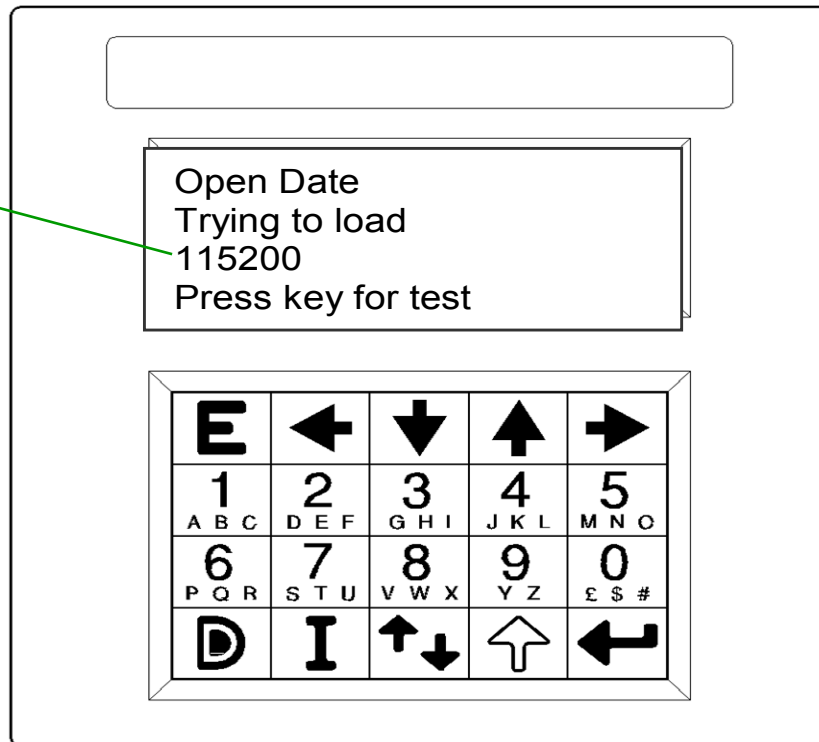 Open Date
Trying to load
115200
Press key for test
E
1 2 3 4 5
A B C D E F G H I J K L M N O
6 7 8 9 0
P Q R S T U V W X Y Z £ $ #
D I